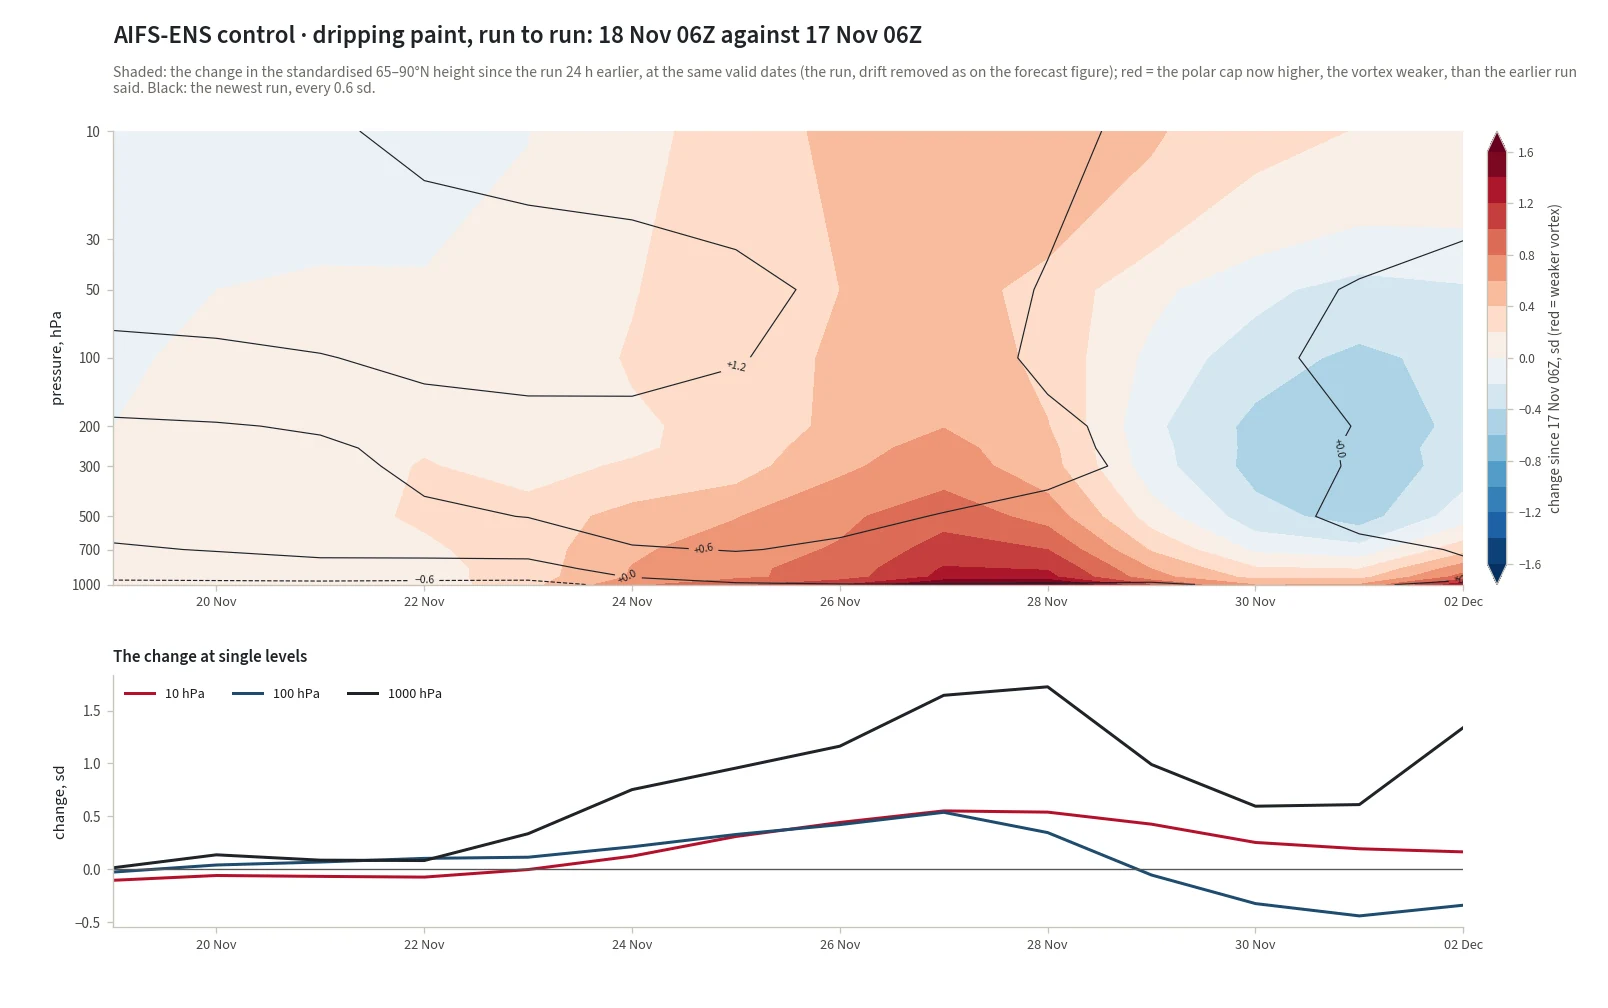 AIFS-ENS control · dripping paint, run to run: 18 Nov 06Z against 17 Nov 06Z
Shaded: the change in the standardised 65–90°N height since the run 24 h earlier, at the same valid dates (the run, drift removed as on the forecast figure); red = the polar cap now higher, the vortex weaker, than the earlier run
said. Black: the newest run, every 0.6 sd.
pressure, hPa
10
30
50
100
200
300
500
700
1000
+1.2
+0.6
+0.0
−0.6
+0.0
20 Nov
22 Nov
24 Nov
26 Nov
28 Nov
30 Nov
02 Dec
1.6
1.2
0.8
0.4
0.0
−0.4
−0.8
−1.2
−1.6
change since 17 Nov 06Z, sd (red = weaker vortex)
The change at single levels
10 hPa
100 hPa
1000 hPa
change, sd
1.5
1.0
0.5
0.0
−0.5
20 Nov
22 Nov
24 Nov
26 Nov
28 Nov
30 Nov
02 Dec